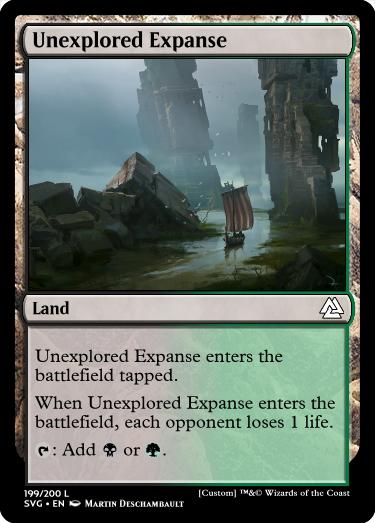 Unexplored Expanse
Land
Unexplored Expanse enters the
battlefield tapped.
When Unexplored Expanse enters the
battlefield, each opponent loses 1 life.
: Add or .
199/200 L
SVG • EN Martin Deschambault
[Custom] ™&© Wizards of the Coast